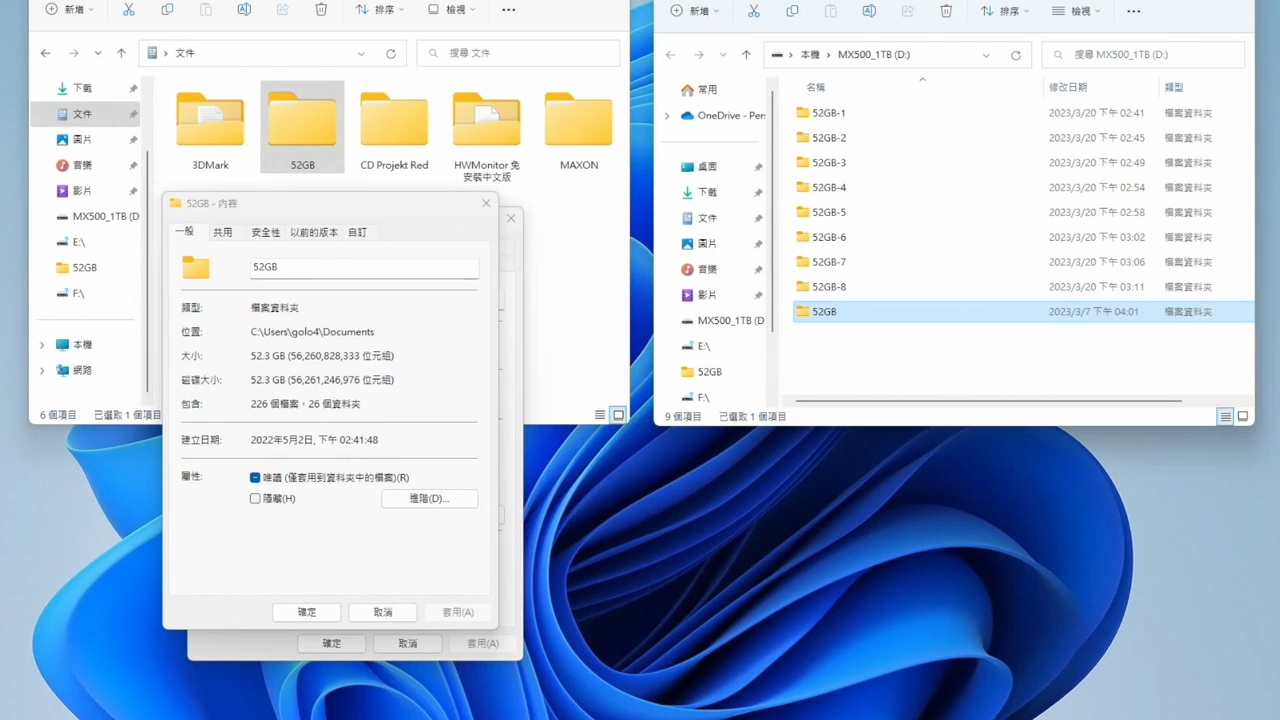 新增
排序
檢視
文件
搜尋 文件
下載
文件
圖片
音樂
影片
MX500_1TB (D
E:\
52GB
F:\
本機
網路
3DMark
52GB
CD Projekt Red
HWMonitor 免
安裝中文版
MAXON
6 個項目
已選取 1 個項目
52GB - 內容
一般
共用
安全性
以前的版本
自訂
52GB
類型:
檔案資料夾
位置:
C:\Users\golo4\Documents
大小:
52.3 GB (56,260,828,333 位元組)
磁碟大小:
52.3 GB (56,261,246,976 位元組)
包含:
226 個檔案，26 個資料夾
建立日期:
2022年5月2日, 下午 02:41:48
屬性:
唯讀 (僅套用到資料夾中的檔案)(R)
隱藏(H)
進階(D)...
確定
取消
套用(A)
確定
取消
套用(A)
新增
排序
檢視
本機
MX500_1TB (D:)
搜尋 MX500_1TB (D:)
常用
OneDrive - Per
桌面
下載
文件
圖片
音樂
影片
MX500_1TB (D
E:\
52GB
F:\
名稱
修改日期
類型
52GB-1
2023/3/20 下午 02:41
檔案資料夾
52GB-2
2023/3/20 下午 02:45
檔案資料夾
52GB-3
2023/3/20 下午 02:49
檔案資料夾
52GB-4
2023/3/20 下午 02:54
檔案資料夾
52GB-5
2023/3/20 下午 02:58
檔案資料夾
52GB-6
2023/3/20 下午 03:02
檔案資料夾
52GB-7
2023/3/20 下午 03:06
檔案資料夾
52GB-8
2023/3/20 下午 03:11
檔案資料夾
52GB
2023/3/7 下午 04:01
檔案資料夾
9 個項目
已選取 1 個項目